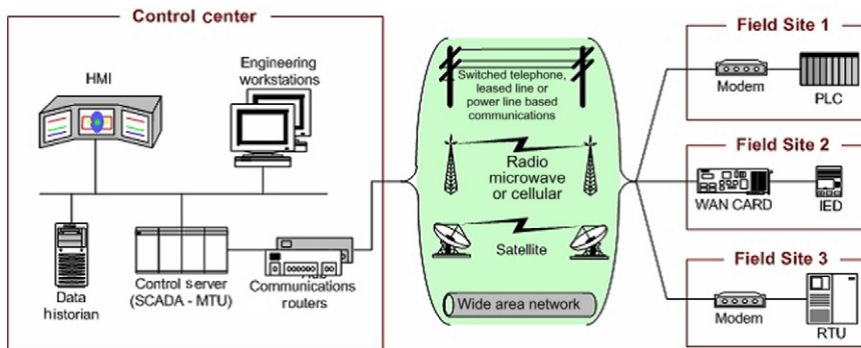 Control center
HMI
Engineering
workstations
Data
historian
Control server
(SCADA - MTU)
Communications
routers
Switched telephone,
leased line or
power line based
communications
Radio
microwave
or cellular
Satellite
Wide area network
Field Site 1
Modem
PLC
Field Site 2
WAN CARD
IED
Field Site 3
Modem
RTU